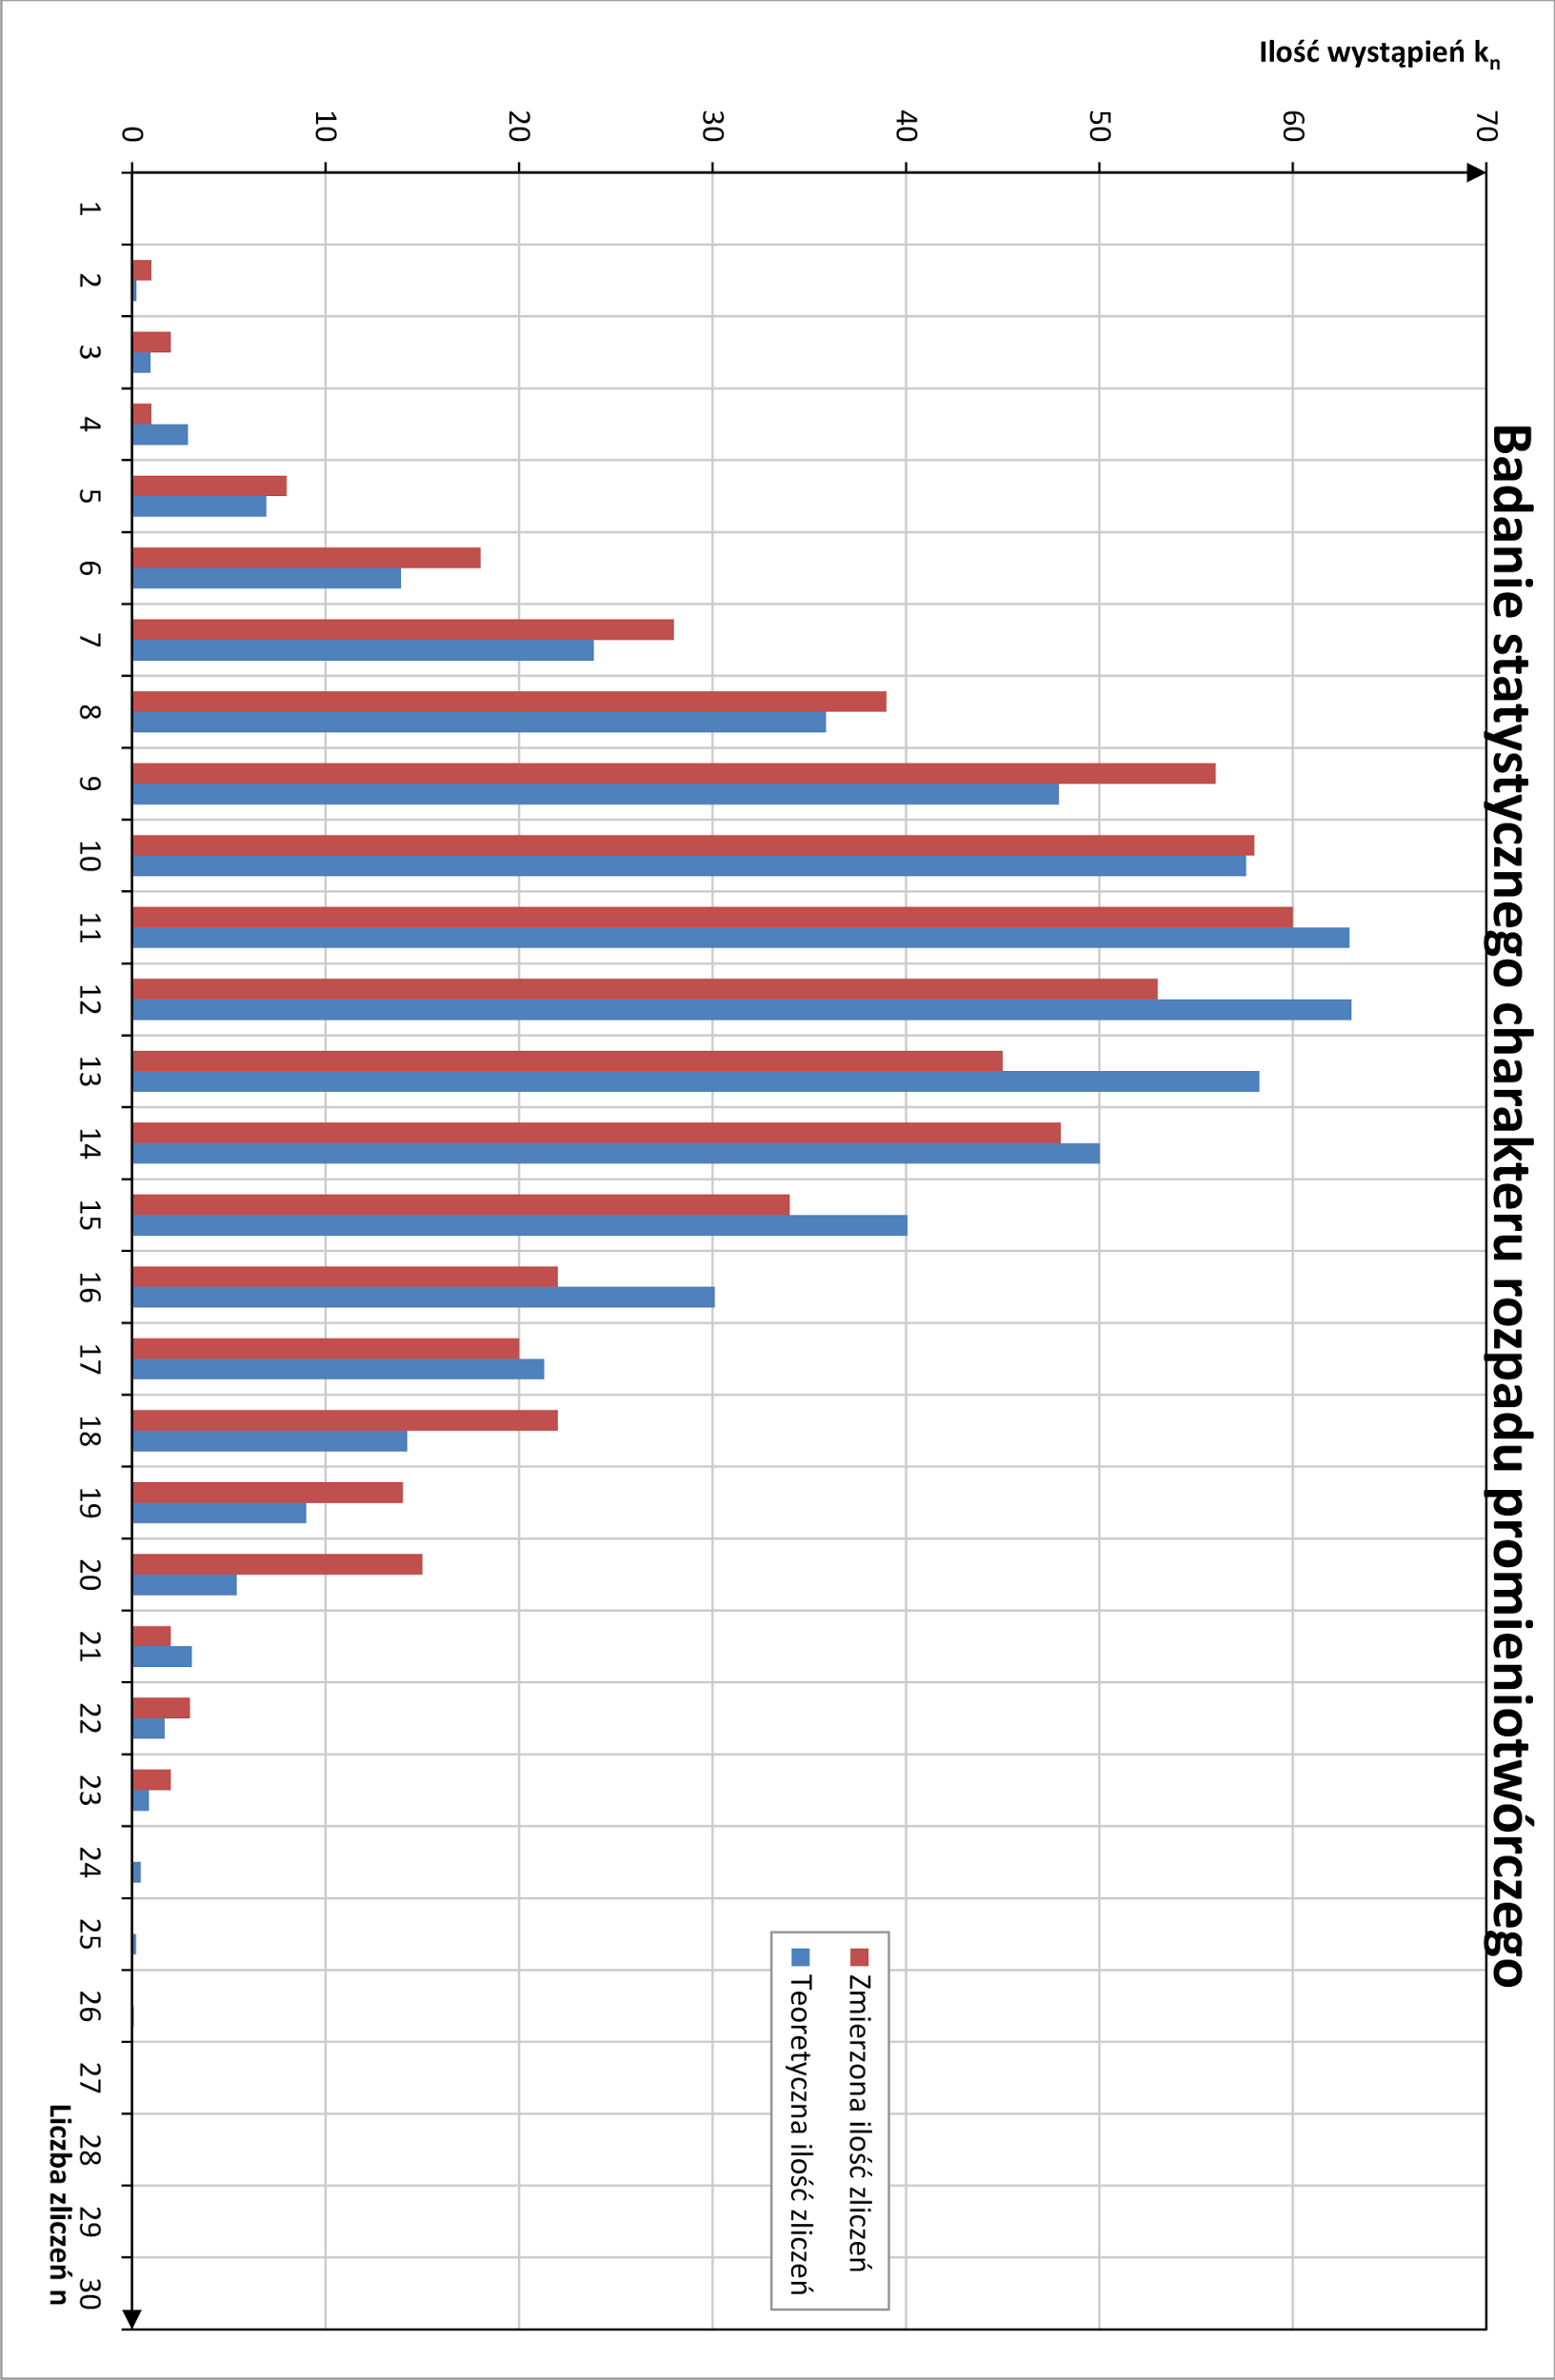 Badanie statystycznego charakteru rozpadu promieniotwórczego
Ilość wystąpień kn
70
60
50
40
30
20
10
0
Zmierzona ilość zliczeń
Teoretyczna ilość zliczeń
1 2 3 4 5 6 7 8 9 10 11 12 13 14 15 16 17 18 19 20 21 22 23 24 25 26 27 28 29 30
Liczba zliczeń n